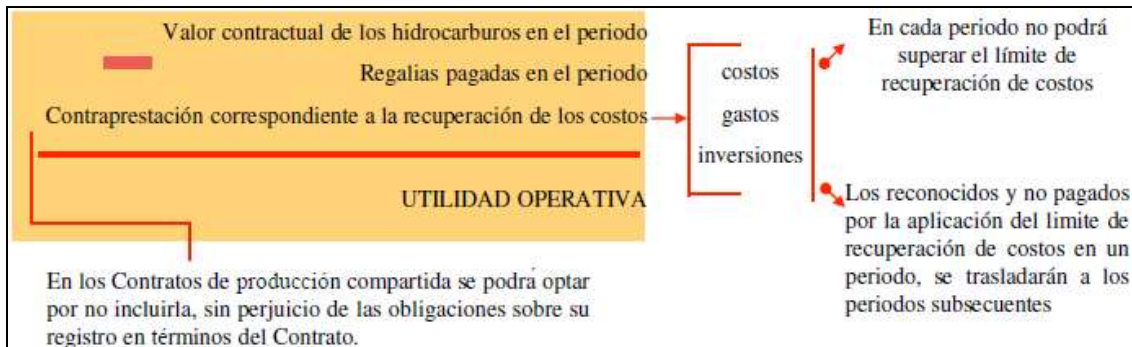 Valor contractual de los hidrocarburos en el periodo
Regalias pagadas en el periodo
Contraprestación correspondiente a la recuperación de los costos
UTILIDAD OPERATIVA
costos
gastos
inversiones
En cada periodo no podrá
superar el límite de
recuperación de costos
Los reconocidos y no pagados
por la aplicación del limite de
recuperación de costos en un
periodo, se trasladarán a los
periodos subsecuentes
En los Contratos de producción compartida se podrá optar
por no incluirla, sin perjuicio de las obligaciones sobre su
registro en términos del Contrato.